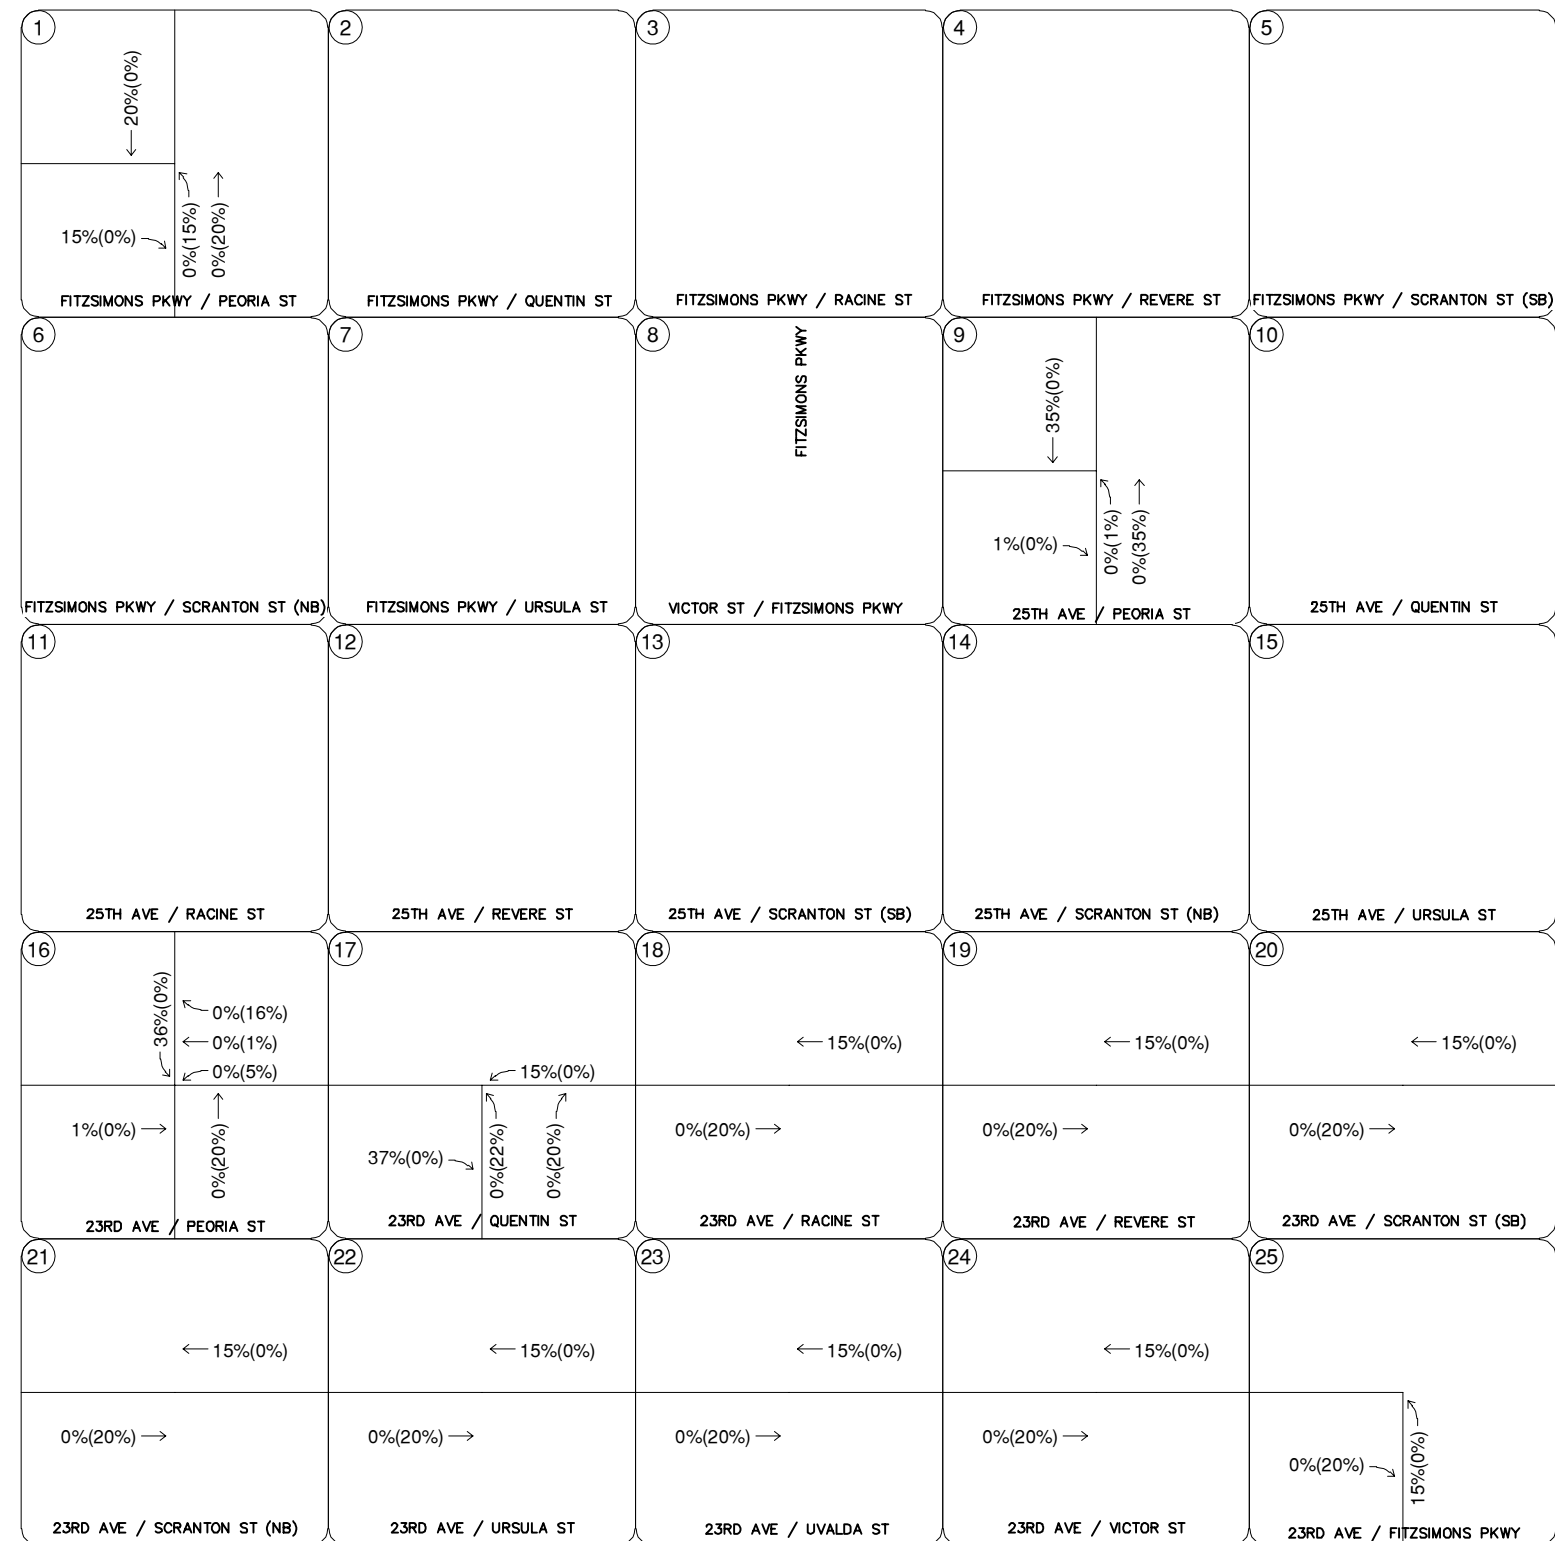 1
20%(0%)
15%(0%)
0%(15%)
0%(20%)
FITZSIMONS PKWY / PEORIA ST
2
FITZSIMONS PKWY / QUENTIN ST
3
FITZSIMONS PKWY / RACINE ST
4
FITZSIMONS PKWY / REVERE ST
5
FITZSIMONS PKWY / SCRANTON ST (SB)
6
FITZSIMONS PKWY / SCRANTON ST (NB)
7
FITZSIMONS PKWY / URSULA ST
8
FITZSIMONS PKWY
VICTOR ST / FITZSIMONS PKWY
9
35%(0%)
1%(0%)
0%(1%)
0%(35%)
25TH AVE / PEORIA ST
10
25TH AVE / QUENTIN ST
11
25TH AVE / RACINE ST
12
25TH AVE / REVERE ST
13
25TH AVE / SCRANTON ST (SB)
14
25TH AVE / SCRANTON ST (NB)
15
25TH AVE / URSULA ST
16
36%(0%)
0%(16%)
0%(1%)
0%(5%)
1%(0%)
0%(20%)
23RD AVE / PEORIA ST
17
15%(0%)
37%(0%)
0%(22%)
0%(20%)
23RD AVE / QUENTIN ST
18
15%(0%)
0%(20%)
23RD AVE / RACINE ST
19
15%(0%)
0%(20%)
23RD AVE / REVERE ST
20
15%(0%)
0%(20%)
23RD AVE / SCRANTON ST (SB)
21
15%(0%)
0%(20%)
23RD AVE / SCRANTON ST (NB)
22
15%(0%)
0%(20%)
23RD AVE / URSULA ST
23
15%(0%)
0%(20%)
23RD AVE / UVALDA ST
24
15%(0%)
0%(20%)
23RD AVE / VICTOR ST
25
0%(20%)
15%(0%)
23RD AVE / FITZSIMONS PKWY